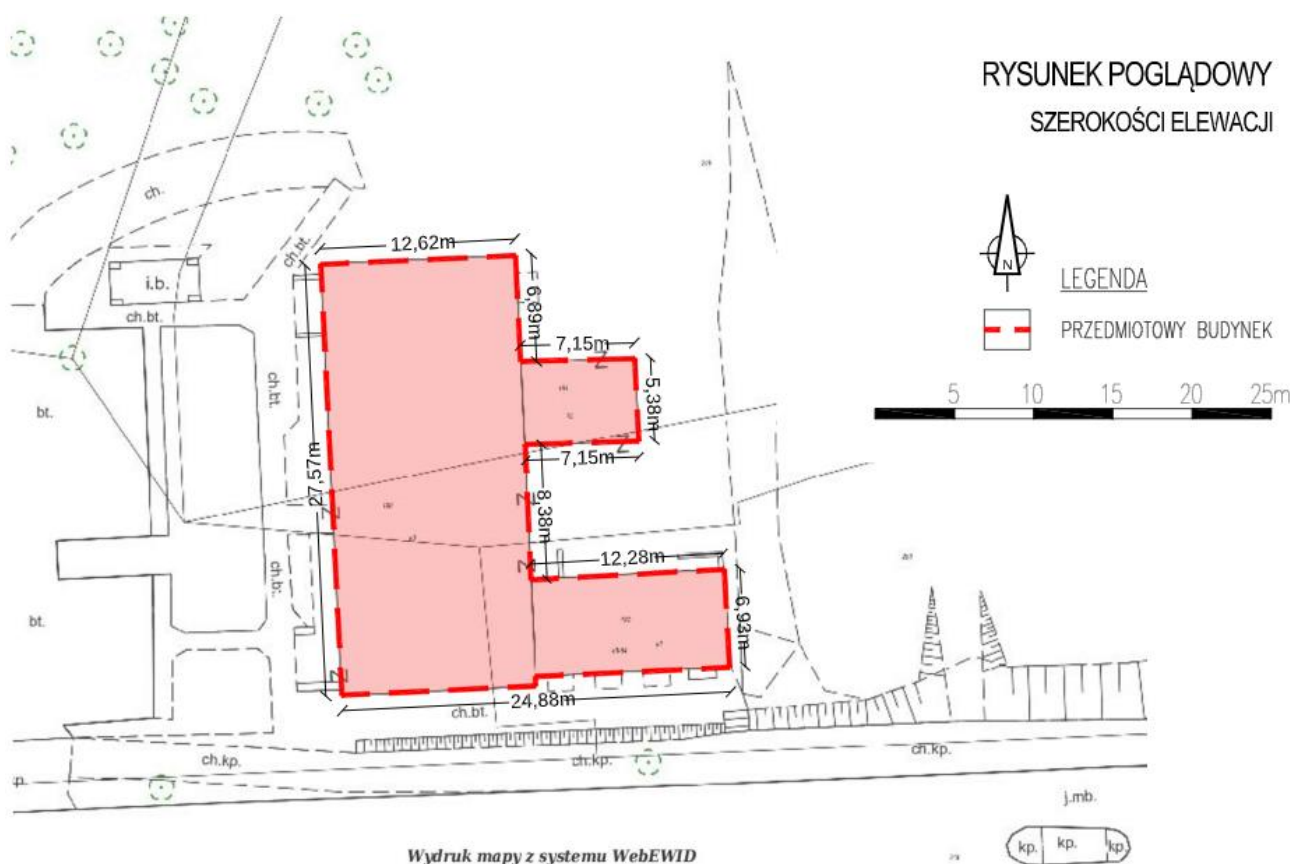 RYSUNEK POGLĄDOWY
SZEROKOŚCI ELEWACJI
N
LEGENDA
PRZEDMIOTOWY BUDYNEK
5 10 15 20 25m
ch.
ch.bt.
i.b.
ch.bt.
12,62m
6,89m
7,15m
5,38m
7,15m
27,57m
8,38m
12,28m
6,93m
24,88m
ch.bt.
bt.
bt.
ch.bt.
ch.kp.
ch.kp.
ch.kp.
j.mb.
kp. kp. kp.
Wydruk mapy z systemu WebEWID